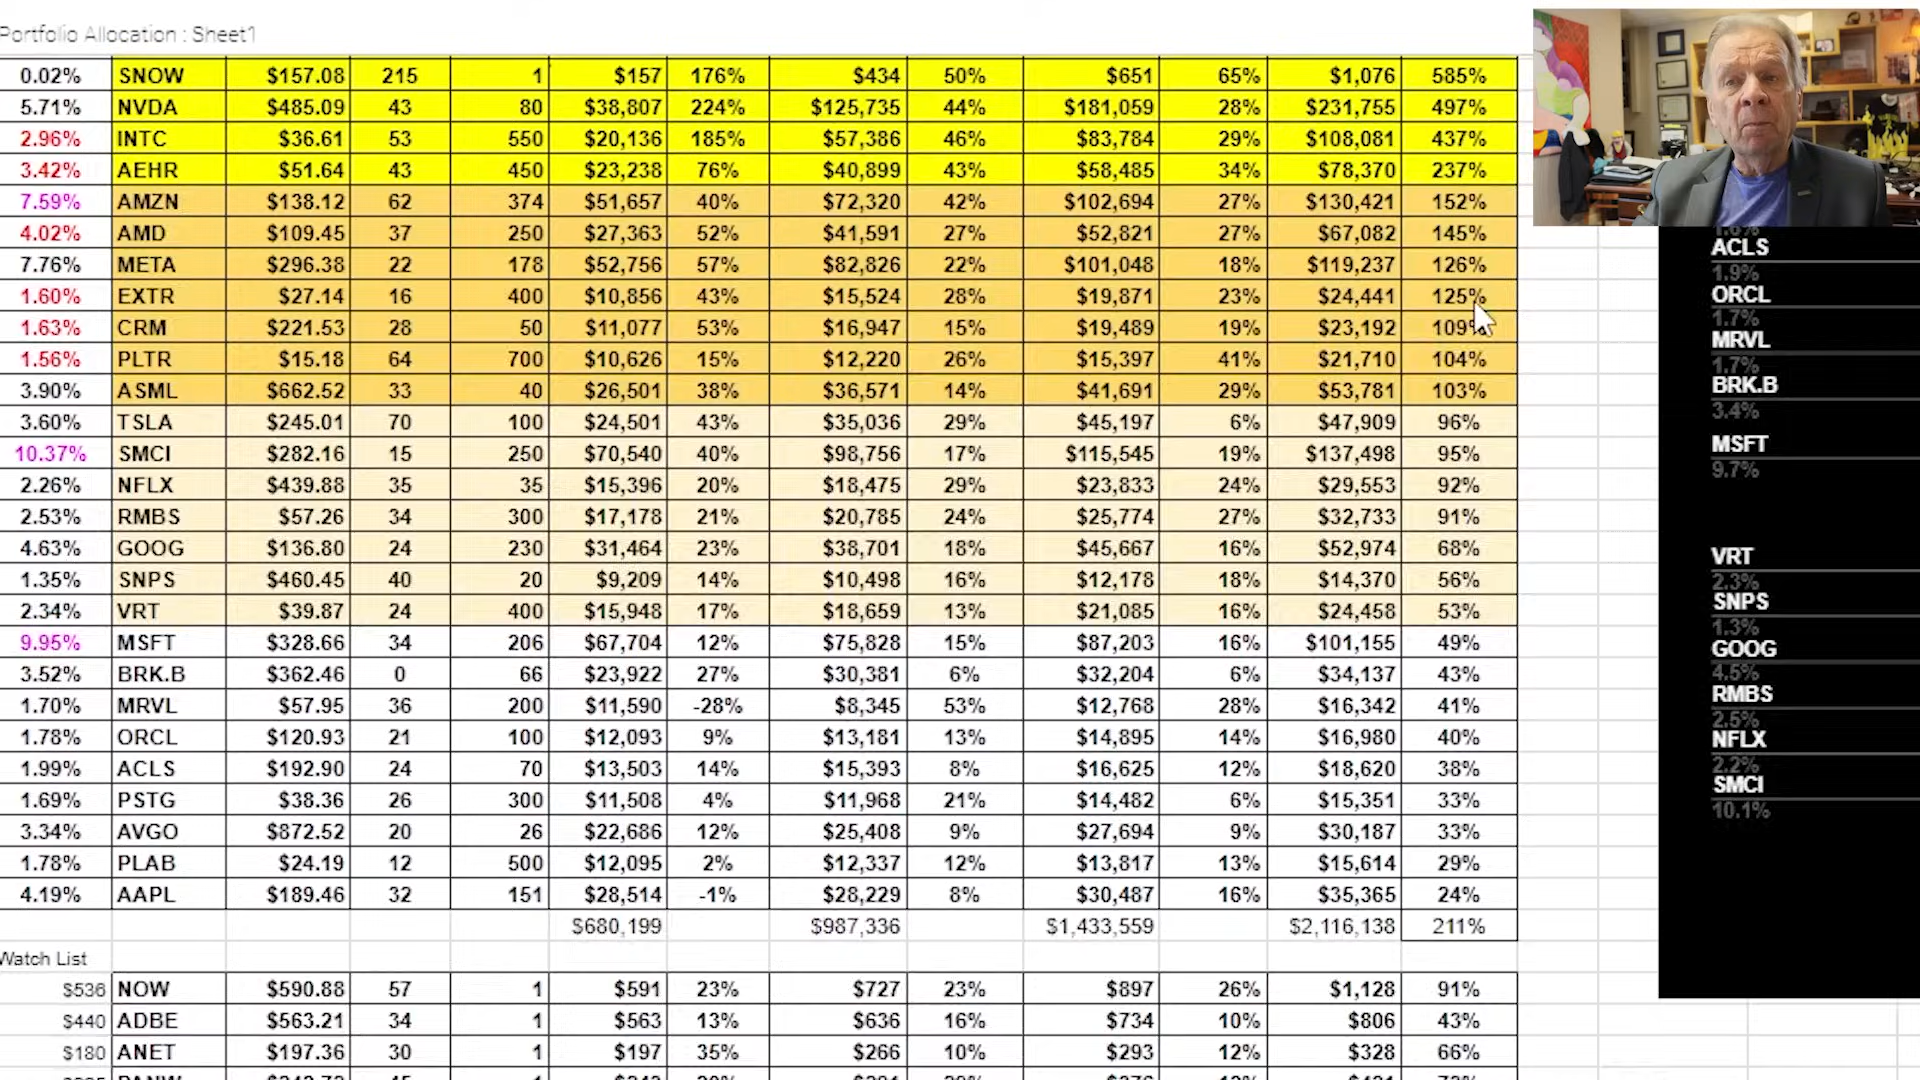 Portfolio Allocation : Sheet1
0.02% SNOW $157.08 215 1 $157 176% $434 50% $651 65% $1,076 585%
5.71% NVDA $485.09 43 80 $38,807 224% $125,735 44% $181,059 28% $231,755 497%
2.96% INTC $36.61 53 550 $20,136 185% $57,386 46% $83,784 29% $108,081 437%
3.42% AEHR $51.64 43 450 $23,238 76% $40,899 43% $58,485 34% $78,370 237%
7.59% AMZN $138.12 62 374 $51,657 40% $72,320 42% $102,694 27% $130,421 152%
4.02% AMD $109.45 37 250 $27,363 52% $41,591 27% $52,821 27% $67,082 145%
7.76% META $296.38 22 178 $52,756 57% $82,826 22% $101,048 18% $119,237 126%
1.60% EXTR $27.14 16 400 $10,856 43% $15,524 28% $19,871 23% $24,441 125%
1.63% CRM $221.53 28 50 $11,077 53% $16,947 15% $19,489 19% $23,192 109%
1.56% PLTR $15.18 64 700 $10,626 15% $12,220 26% $15,397 41% $21,710 104%
3.90% ASML $662.52 33 40 $26,501 38% $36,571 14% $41,691 29% $53,781 103%
3.60% TSLA $245.01 70 100 $24,501 43% $35,036 29% $45,197 6% $47,909 96%
10.37% SMCI $282.16 15 250 $70,540 40% $98,756 17% $115,545 19% $137,498 95%
2.26% NFLX $439.88 35 35 $15,396 20% $18,475 29% $23,833 24% $29,553 92%
2.53% RMBS $57.26 34 300 $17,178 21% $20,785 24% $25,774 27% $32,733 91%
4.63% GOOG $136.80 24 230 $31,464 23% $38,701 18% $45,667 16% $52,974 68%
1.35% SNPS $460.45 40 20 $9,209 14% $10,498 16% $12,178 18% $14,370 56%
2.34% VRT $39.87 24 400 $15,948 17% $18,659 13% $21,085 16% $24,458 53%
9.95% MSFT $328.66 34 206 $67,704 12% $75,828 15% $87,203 16% $101,155 49%
3.52% BRK.B $362.46 0 66 $23,922 27% $30,381 6% $32,204 6% $34,137 43%
1.70% MRVL $57.95 36 200 $11,590 -28% $8,345 53% $12,768 28% $16,342 41%
1.78% ORCL $120.93 21 100 $12,093 9% $13,181 13% $14,895 14% $16,980 40%
1.99% ACLS $192.90 24 70 $13,503 14% $15,393 8% $16,625 12% $18,620 38%
1.69% PSTG $38.36 26 300 $11,508 4% $11,968 21% $14,482 6% $15,351 33%
3.34% AVGO $872.52 20 26 $22,686 12% $25,408 9% $27,694 9% $30,187 33%
1.78% PLAB $24.19 12 500 $12,095 2% $12,337 12% $13,817 13% $15,614 29%
4.19% AAPL $189.46 32 151 $28,514 -1% $28,229 8% $30,487 16% $35,365 24%
$680,199 $987,336 $1,433,559 $2,116,138 211%
Watch List
$536 NOW $590.88 57 1 $591 23% $727 23% $897 26% $1,128 91%
$440 ADBE $563.21 34 1 $563 13% $636 16% $734 10% $806 43%
$180 ANET $197.36 30 1 $197 35% $266 10% $293 12% $328 66%
ACLS
1.9%
ORCL
1.7%
MRVL
1.7%
BRK.B
3.4%
MSFT
9.7%
VRT
2.3%
SNPS
1.3%
GOOG
4.5%
RMBS
2.5%
NFLX
2.2%
SMCI
10.1%